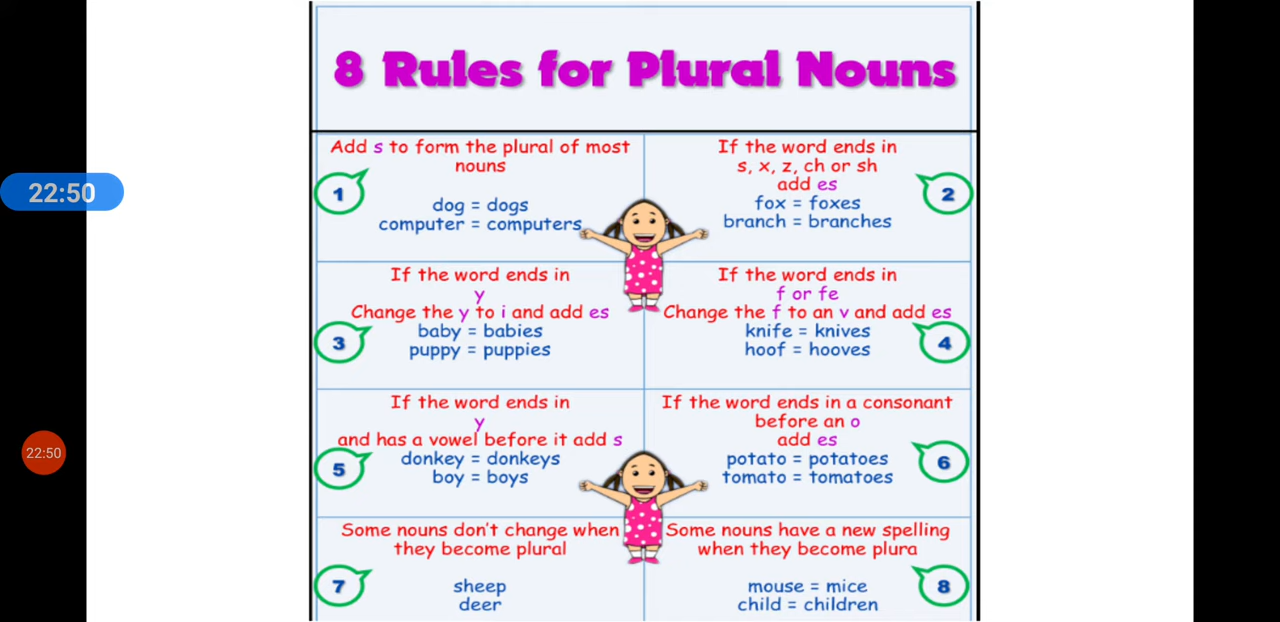 8 Rules for Plural Nouns
22:50
22:50
1
Add s to form the plural of most
nouns
dog = dogs
computer = computers
2
If the word ends in
s, x, z, ch or sh
add es
fox = foxes
branch = branches
3
If the word ends in
y
Change the y to i and add es
baby = babies
puppy = puppies
4
If the word ends in
f or fe
Change the f to an v and add es
knife = knives
hoof = hooves
5
If the word ends in
y
and has a vowel before it add s
donkey = donkeys
boy = boys
6
If the word ends in a consonant
before an o
add es
potato = potatoes
tomato = tomatoes
7
Some nouns don't change when
they become plural
sheep
deer
8
Some nouns have a new spelling
when they become plura
mouse = mice
child = children